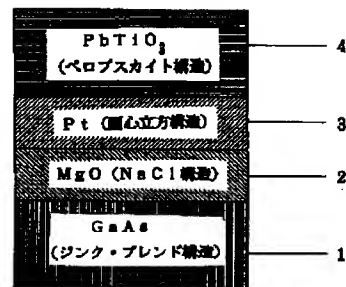 PbTiO3 4
(ペロブスカイト構造)
Pt (面心立方構造) 3
MgO (NaCl構造) 2
GaAs
(ジンク・ブレンド構造) 1